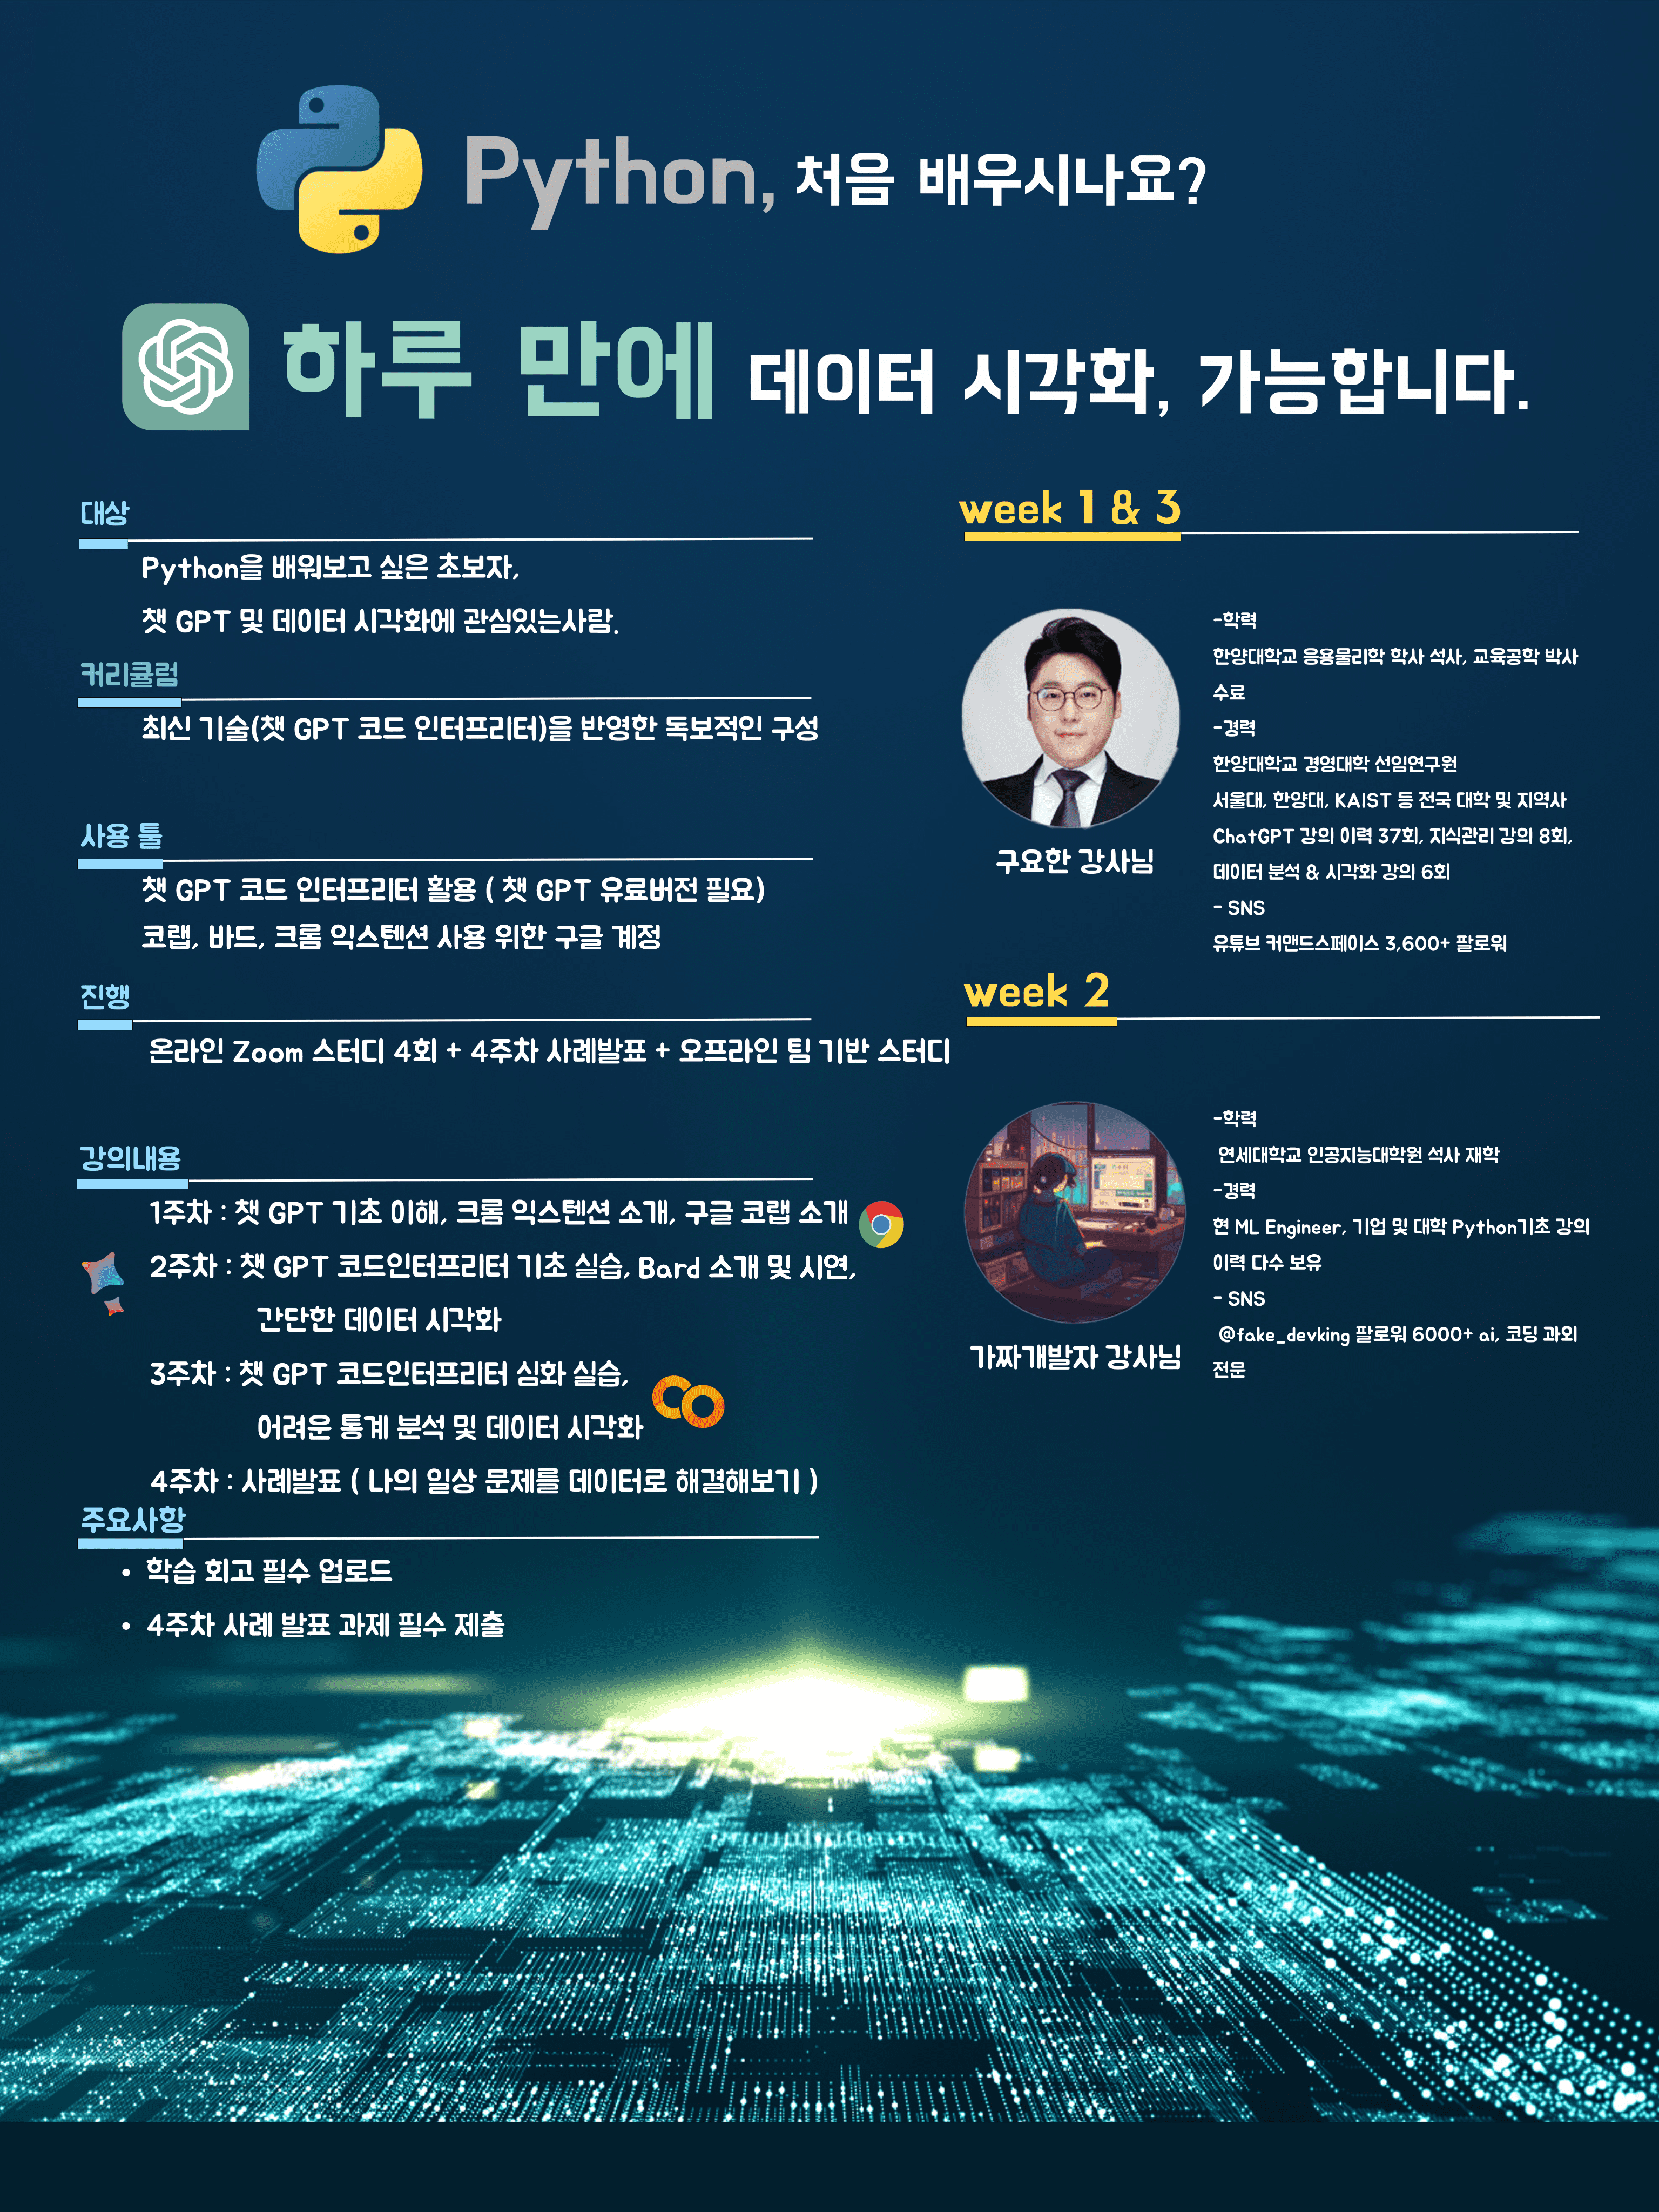 Python, 처음 배우시나요?
하루 만에 데이터 시각화, 가능합니다.
대상
Python을 배워보고 싶은 초보자,
챗 GPT 및 데이터 시각화에 관심있는사람.
커리큘럼
최신 기술(챗 GPT 코드 인터프리터)을 반영한 독보적인 구성
사용 툴
챗 GPT 코드 인터프리터 활용 ( 챗 GPT 유료버전 필요)
코랩, 바드, 크롬 익스텐션 사용 위한 구글 계정
진행
온라인 Zoom 스터디 4회 + 4주차 사례발표 + 오프라인 팀 기반 스터디
강의내용
1주차 : 챗 GPT 기초 이해, 크롬 익스텐션 소개, 구글 코랩 소개
2주차 : 챗 GPT 코드인터프리터 기초 실습, Bard 소개 및 시연,
간단한 데이터 시각화
3주차 : 챗 GPT 코드인터프리터 심화 실습,
어려운 통계 분석 및 데이터 시각화
4주차 : 사례발표 ( 나의 일상 문제를 데이터로 해결해보기 )
주요사항
• 학습 회고 필수 업로드
• 4주차 사례 발표 과제 필수 제출
week 1 & 3
구요한 강사님
-학력
한양대학교 응용물리학 학사 석사, 교육공학 박사
수료
-경력
한양대학교 경영대학 선임연구원
서울대, 한양대, KAIST 등 전국 대학 및 지역사
ChatGPT 강의 이력 37회, 지식관리 강의 8회,
데이터 분석 & 시각화 강의 6회
- SNS
유튜브 커맨드스페이스 3,600+ 팔로워
week 2
가짜개발자 강사님
-학력
연세대학교 인공지능대학원 석사 재학
-경력
현 ML Engineer, 기업 및 대학 Python기초 강의
이력 다수 보유
- SNS
@fake_devking 팔로워 6000+ ai, 코딩 과외
전문